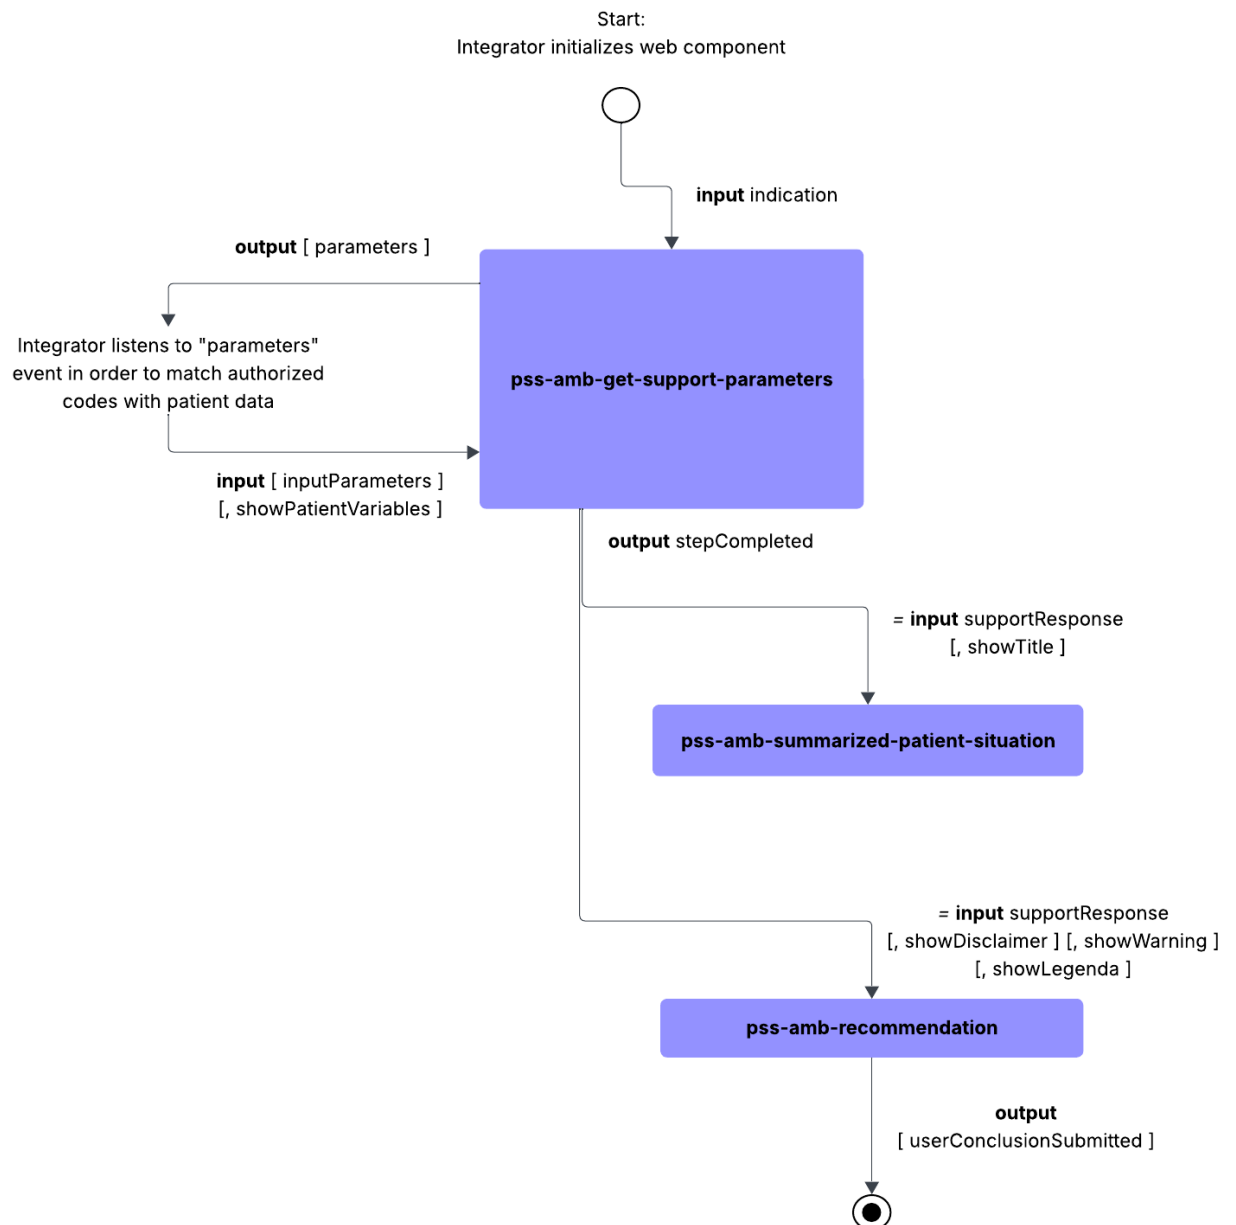 Start:
Integrator initializes web component
input indication
output [ parameters ]
Integrator listens to "parameters"
event in order to match authorized
codes with patient data
pss-amb-get-support-parameters
input [ inputParameters ]
[, showPatientVariables ]
output stepCompleted
= input supportResponse
[, showTitle ]
pss-amb-summarized-patient-situation
= input supportResponse
[, showDisclaimer ] [, showWarning ]
[, showLegenda ]
pss-amb-recommendation
output
[ userConclusionSubmitted ]